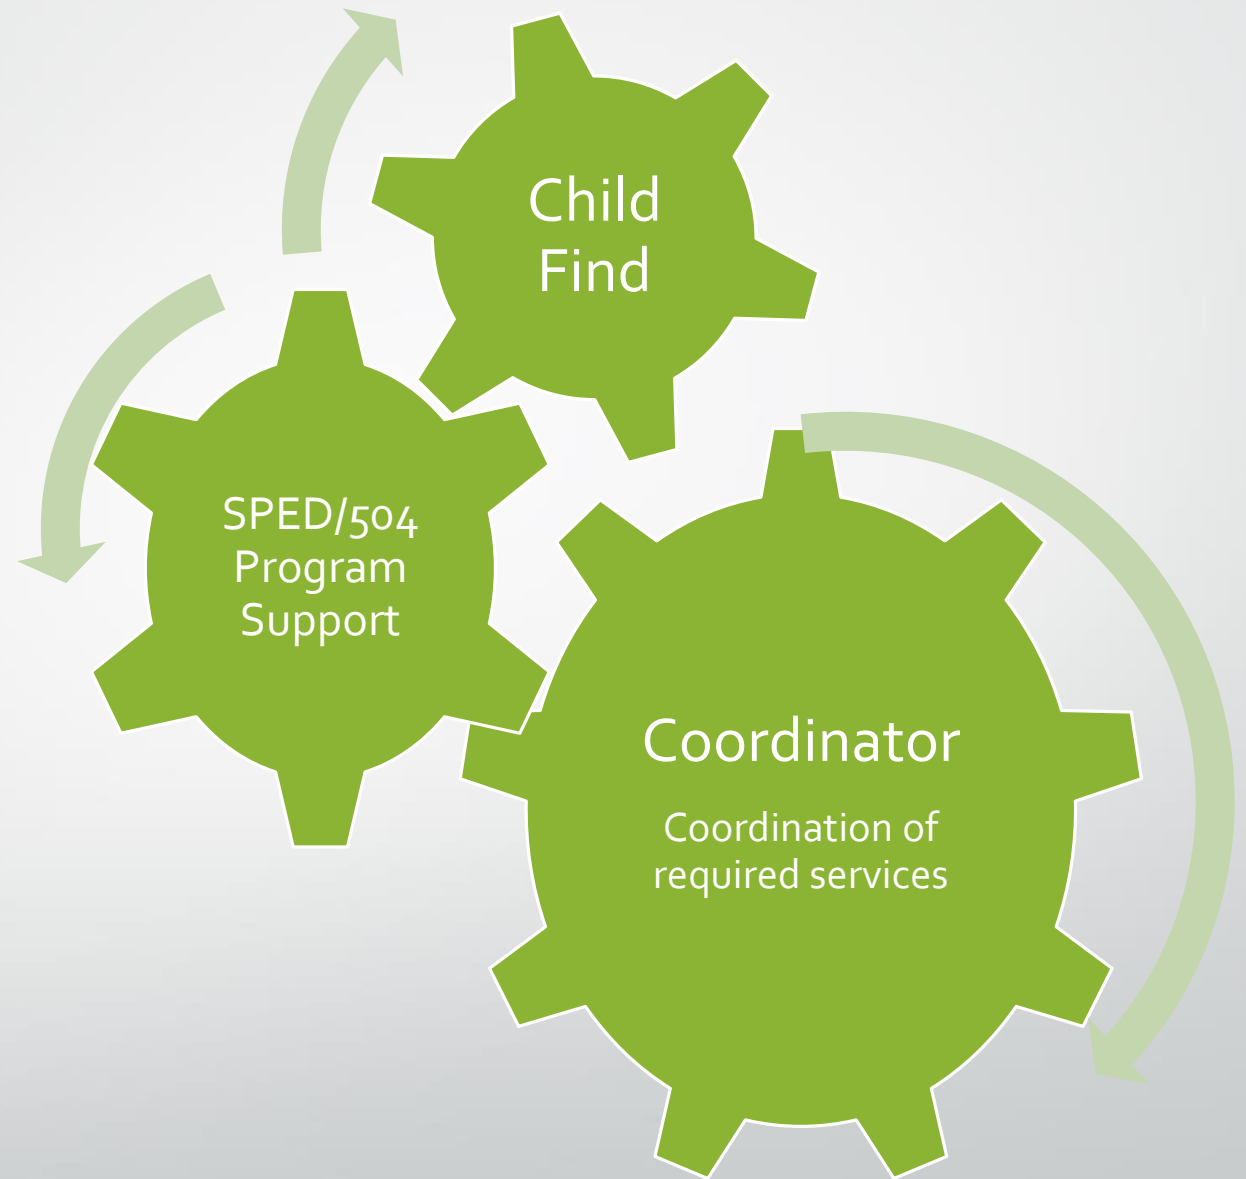 Child
Find
SPED/504
Program
Support
Coordinator
Coordination of
required services